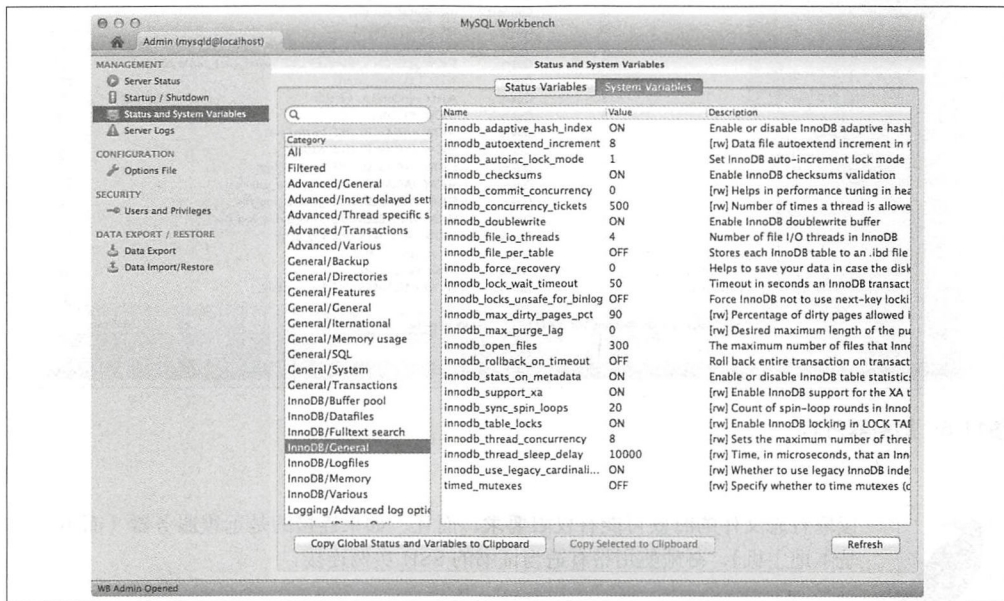 MySQL Workbench
Admin (mysqld@localhost)
MANAGEMENT
Server Status
Startup / Shutdown
Status and System Variables
Server Logs
CONFIGURATION
Options File
SECURITY
Users and Privileges
DATA EXPORT / RESTORE
Data Export
Data Import/Restore
Status and System Variables
Status Variables System Variables
Category
All
Filtered
Advanced/General
Advanced/Insert delayed set
Advanced/Thread specific s
Advanced/Transactions
Advanced/Various
General/Backup
General/Directories
General/Features
General/General
General/Iternational
General/Memory usage
General/SQL
General/System
General/Transactions
InnoDB/Buffer pool
InnoDB/Datafiles
InnoDB/Fulltext search
InnoDB/General
InnoDB/Logfiles
InnoDB/Memory
InnoDB/Various
Logging/Advanced log optic
Name Value Description
innodb_adaptive_hash_index ON Enable or disable InnoDB adaptive hash
innodb_autoextend_increment 8 [rw] Data file autoextend increment in r
innodb_autoinc_lock_mode 1 Set InnoDB auto-increment lock mode
innodb_checksums ON Enable InnoDB checksums validation
innodb_commit_concurrency 0 [rw] Helps in performance tuning in hea
innodb_concurrency_tickets 500 [rw] Number of times a thread is allowe
innodb_doublewrite ON Enable InnoDB doublewrite buffer
innodb_file_io_threads 4 Number of file I/O threads in InnoDB
innodb_file_per_table OFF Stores each InnoDB table to an .ibd file
innodb_force_recovery 0 Helps to save your data in case the disk
innodb_lock_wait_timeout 50 Timeout in seconds an InnoDB transact
innodb_locks_unsafe_for_binlog OFF Force InnoDB not to use next-key locki
innodb_max_dirty_pages_pct 90 [rw] Percentage of dirty pages allowed i
innodb_max_purge_lag 0 [rw] Desired maximum length of the pu
innodb_open_files 300 The maximum number of files that Inno
innodb_rollback_on_timeout OFF Roll back entire transaction on transact
innodb_stats_on_metadata ON Enable or disable InnoDB table statistic
innodb_support_xa ON [rw] Enable InnoDB support for the XA t
innodb_sync_spin_loops 20 [rw] Count of spin-loop rounds in Innol
innodb_table_locks ON [rw] Enable InnoDB locking in LOCK TAI
innodb_thread_concurrency 8 [rw] Sets the maximum number of threa
innodb_thread_sleep_delay 10000 [rw] Time, in microseconds, that an Inn
innodb_use_legacy_cardinali... ON [rw] Whether to use legacy InnoDB inde
timed_mutexes OFF [rw] Specify whether to time mutexes (c
Copy Global Status and Variables to Clipboard Copy Selected to Clipboard Refresh
WB Admin Opened